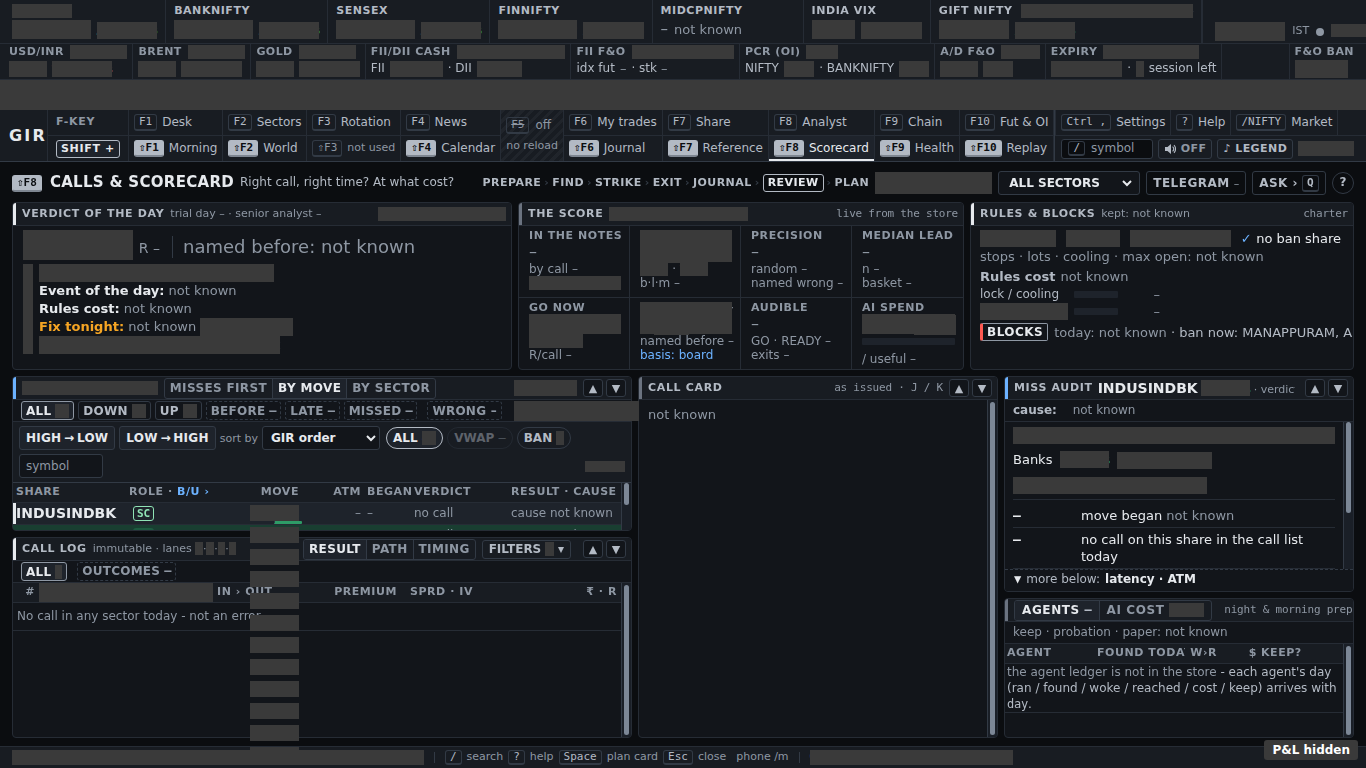 BANKNIFTY SENSEX FINNIFTY MIDCPNIFTY INDIA VIX GIFT NIFTY
– not known IST
USD/INR BRENT GOLD FII/DII CASH FII F&O PCR (OI) A/D F&O EXPIRY F&O BAN
FII · DII idx fut – · stk – NIFTY · BANKNIFTY · session left
GIR
F-KEY F1 Desk F2 Sectors F3 Rotation F4 News F5 off F6 My trades F7 Share F8 Analyst F9 Chain F10 Fut & OI Ctrl , Settings ? Help /NIFTY Market
SHIFT + ⇧F1 Morning ⇧F2 World ⇧F3 not used ⇧F4 Calendar no reload ⇧F6 Journal ⇧F7 Reference ⇧F8 Scorecard ⇧F9 Health ⇧F10 Replay / symbol OFF ♪ LEGEND
⇧F8 CALLS & SCORECARD Right call, right time? At what cost? PREPARE › FIND › STRIKE › EXIT › JOURNAL › REVIEW › PLAN ALL SECTORS TELEGRAM – ASK › Q ?
VERDICT OF THE DAY trial day – · senior analyst –
R – named before: not known
Event of the day: not known
Rules cost: not known
Fix tonight: not known
THE SCORE live from the store
IN THE NOTES PRECISION MEDIAN LEAD
– – –
by call – · random – n –
b·l·m – named wrong – basket –
GO NOW AUDIBLE AI SPEND
–
named before – GO · READY –
R/call – basis: board exits – / useful –
RULES & BLOCKS kept: not known charter
✓ no ban share
stops · lots · cooling · max open: not known
Rules cost not known
lock / cooling –
–
BLOCKS today: not known · ban now: MANAPPURAM, A
MISSES FIRST BY MOVE BY SECTOR ▲ ▼
ALL DOWN UP BEFORE – LATE – MISSED – WRONG –
HIGH → LOW LOW → HIGH sort by GIR order ALL VWAP – BAN
symbol
SHARE ROLE · B/U › MOVE ATM BEGAN VERDICT RESULT · CAUSE
INDUSINDBK SC – – no call cause not known
CALL LOG immutable · lanes · · · RESULT PATH TIMING FILTERS ▾ ▲ ▼
ALL OUTCOMES –
# IN › OUT PREMIUM SPRD · IV ₹ · R
No call in any sector today - not an error
CALL CARD as issued · J / K ▲ ▼
not known
MISS AUDIT INDUSINDBK · verdic ▲ ▼
cause: not known
Banks
– move began not known
– no call on this share in the call list
today
▾ more below: latency · ATM
AGENTS – AI COST night & morning prep
keep · probation · paper: not known
AGENT FOUND TODA W›R $ KEEP?
the agent ledger is not in the store - each agent's day
(ran / found / woke / reached / cost / keep) arrives with
day.
/ search ? help Space plan card Esc close phone /m
P&L hidden